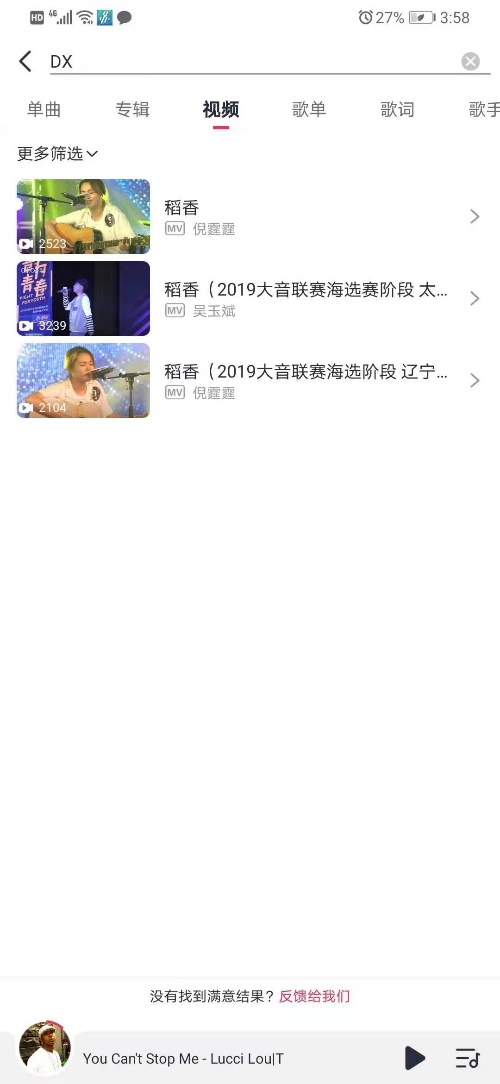 HD 4G 27% 3:58
DX
单曲 专辑 视频 歌单 歌词 歌手
更多筛选
稻香
2523
MV 倪霆霆
稻香（2019大音联赛海选赛阶段 太...
3239
MV 吴玉斌
稻香（2019大音联赛海选阶段 辽宁...
2104
MV 倪霆霆
没有找到满意结果？反馈给我们
You Can't Stop Me - Lucci Lou|T